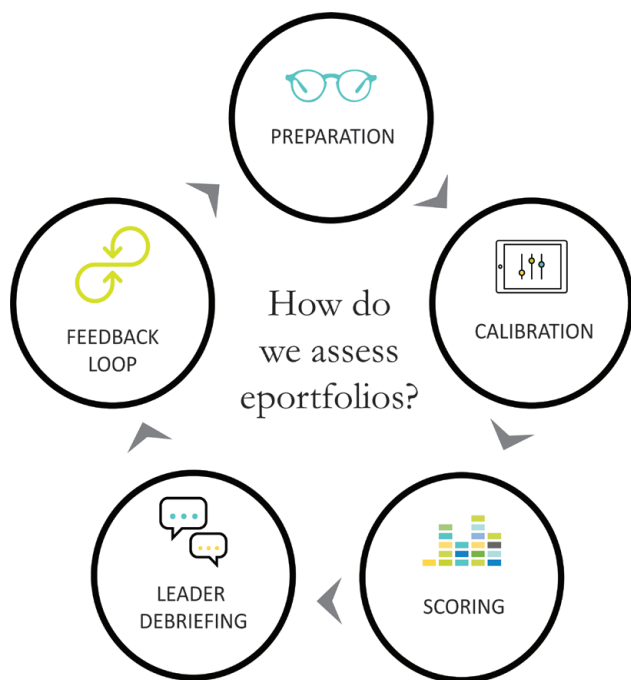 PREPARATION
CALIBRATION
SCORING
LEADER
DEBRIEFING
FEEDBACK
LOOP
How do
we assess
eportfolios?